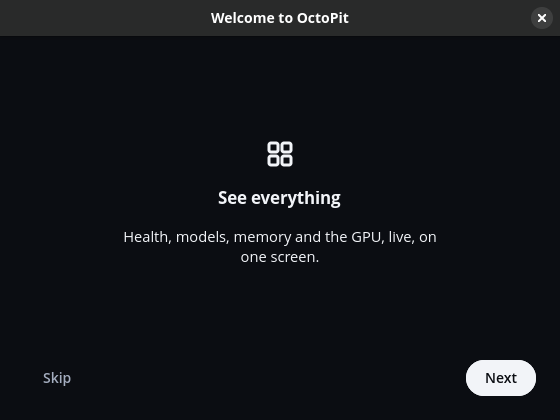 Welcome to OctoPit
See everything
Health, models, memory and the GPU, live, on
one screen.
Skip
Next